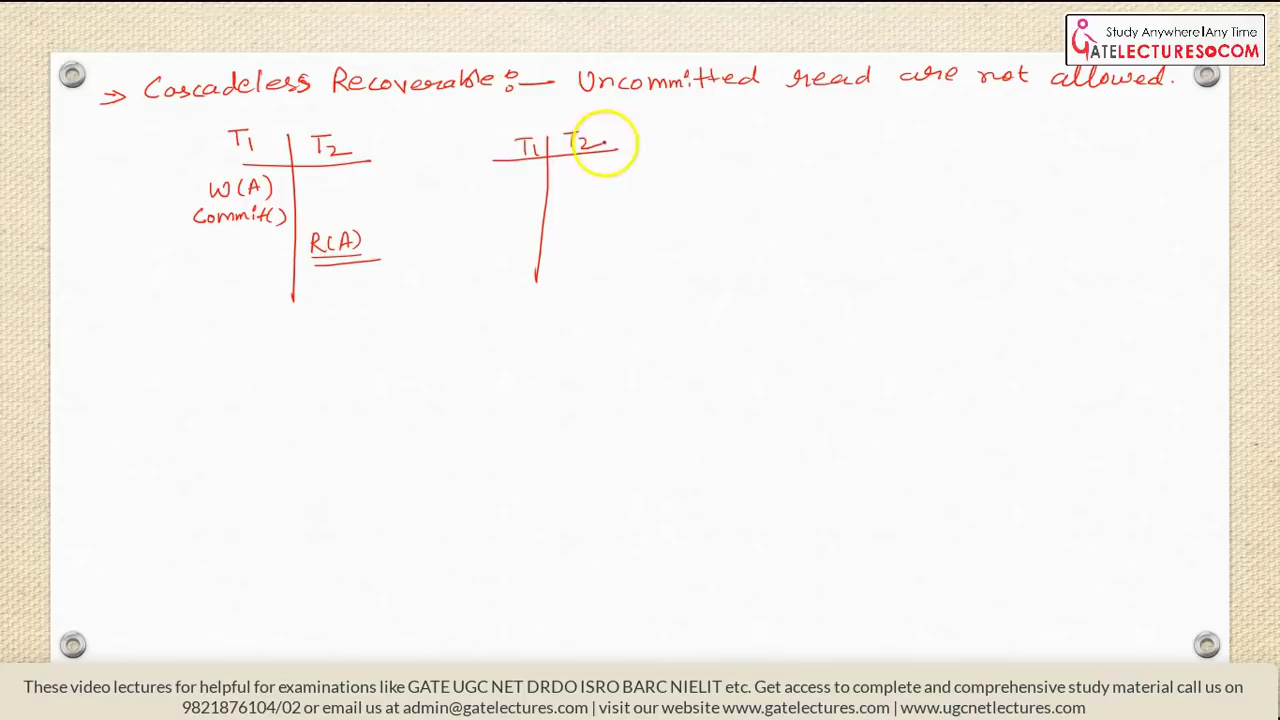 Study Anywhere|Any Time
GATELECTURES.COM
→ Cascadeless Recoverable :— Uncommitted read are not allowed.
T1 T2 T1 T2
W(A)
Commit()
R(A)
These video lectures for helpful for examinations like GATE UGC NET DRDO ISRO BARC NIELIT etc. Get access to complete and comprehensive study material call us on
9821876104/02 or email us at admin@gatelectures.com | visit our website www.gatelectures.com | www.ugcnetlectures.com